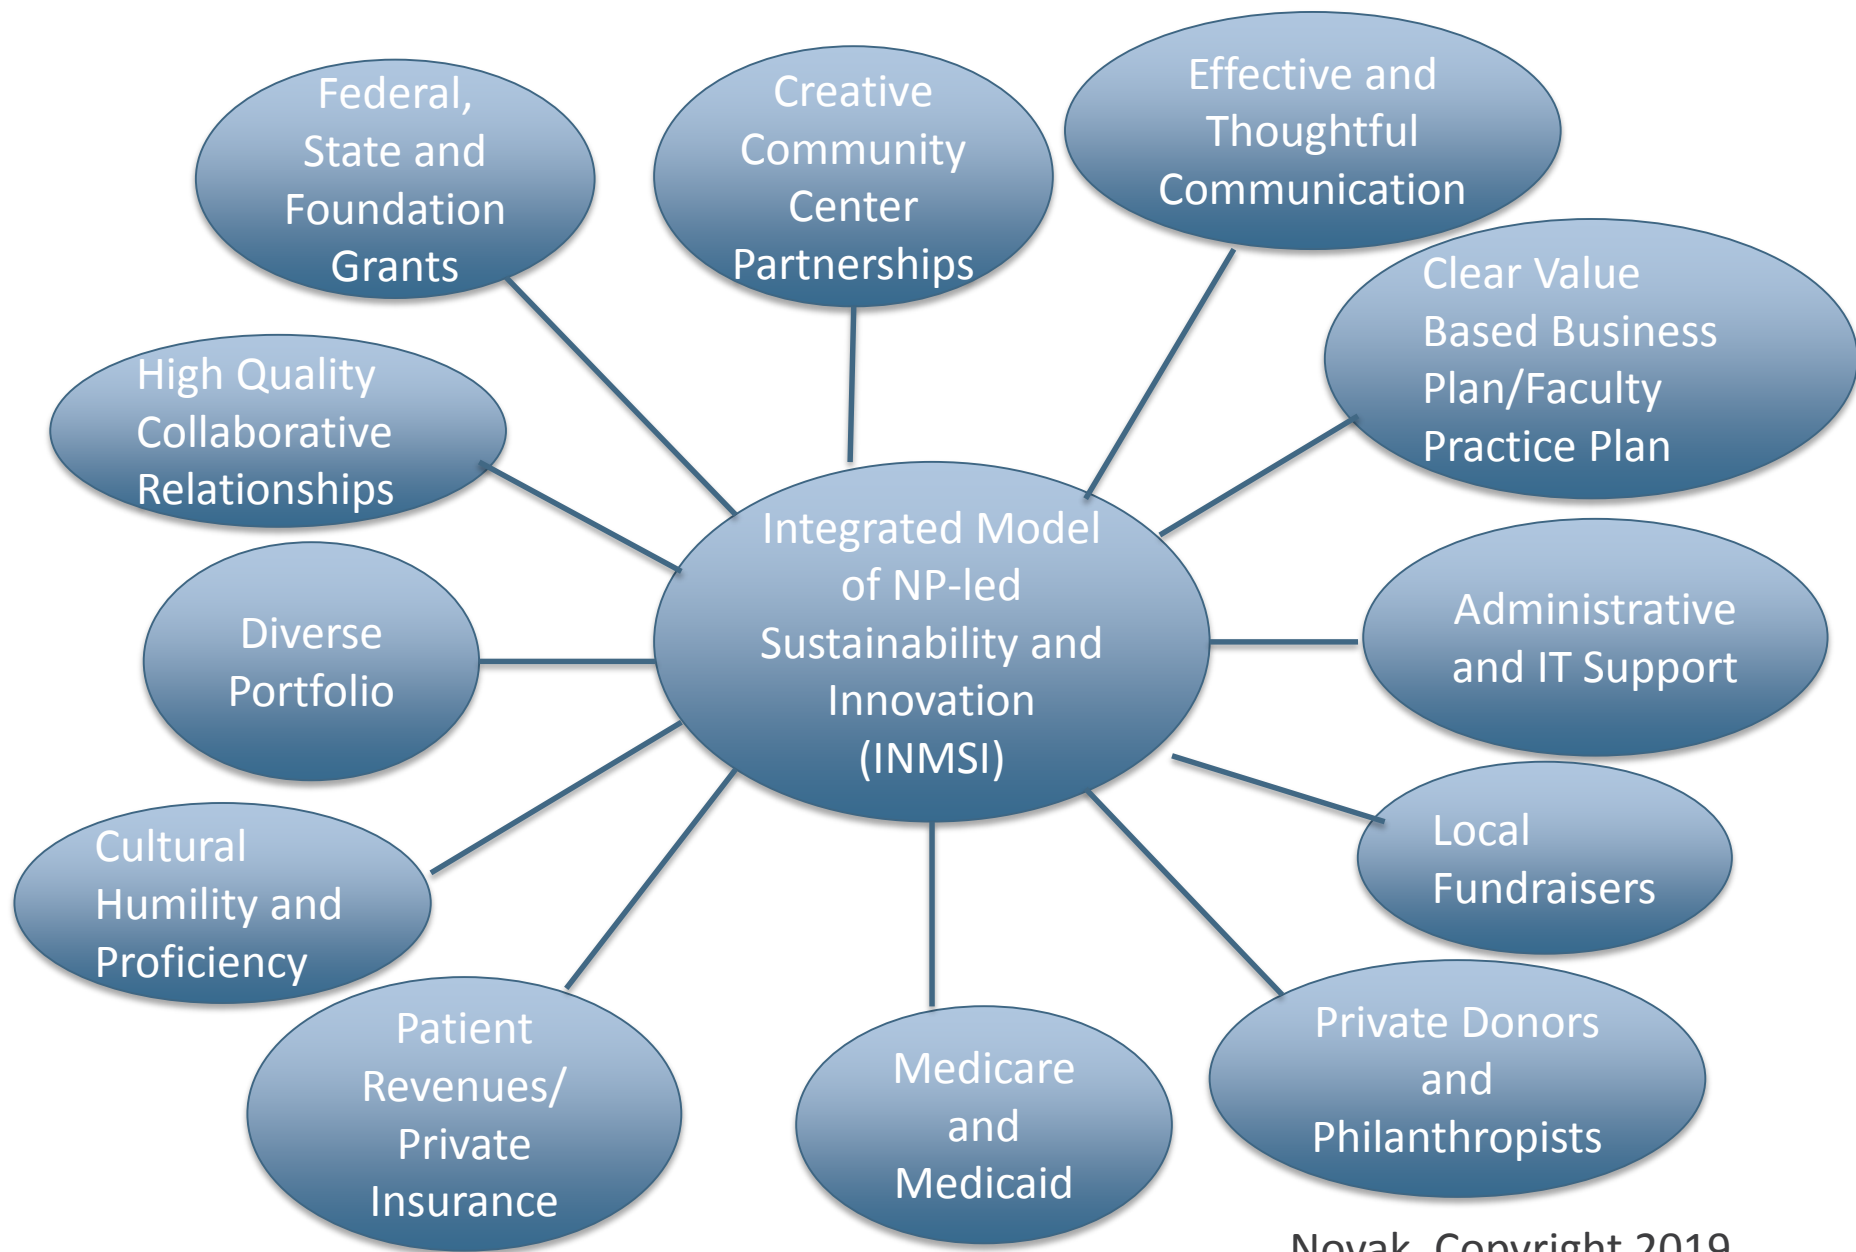 Federal,
State and
Foundation
Grants
Creative
Community
Center
Partnerships
Effective and
Thoughtful
Communication
Clear Value
Based Business
Plan/Faculty
Practice Plan
High Quality
Collaborative
Relationships
Integrated Model
of NP-led
Sustainability and
Innovation
(INMSI)
Diverse
Portfolio
Administrative
and IT Support
Cultural
Humility and
Proficiency
Local
Fundraisers
Patient
Revenues/
Private
Insurance
Medicare
and
Medicaid
Private Donors
and
Philanthropists
Novak, Copyright 2019